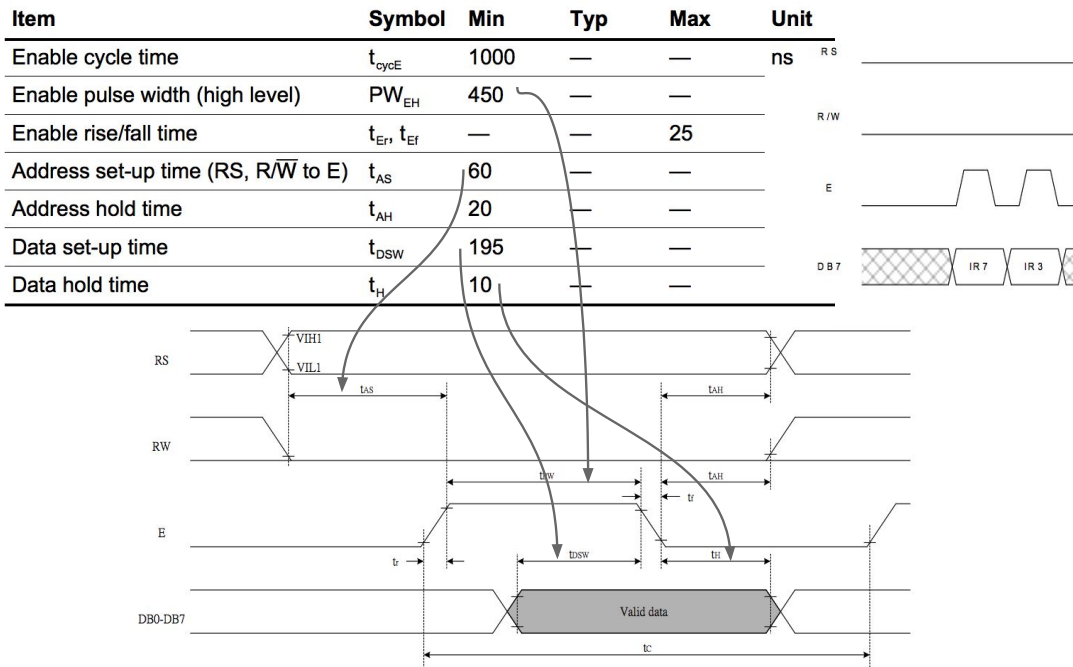 Item Symbol Min Typ Max Unit
Enable cycle time tcycE 1000 — — ns
Enable pulse width (high level) PWEH 450 — —
Enable rise/fall time tEr, tEf — — 25
Address set-up time (RS, R/W̅ to E) tAS 60 — —
Address hold time tAH 20 — —
Data set-up time tDSW 195 — —
Data hold time tH 10 — —
RS
R/W
E
DB7 IR7 IR3
VIH1
RS
VIL1
tAS tAH
RW
tPW tAH
tf
E
tr tDSW tH
DB0-DB7 Valid data
tC